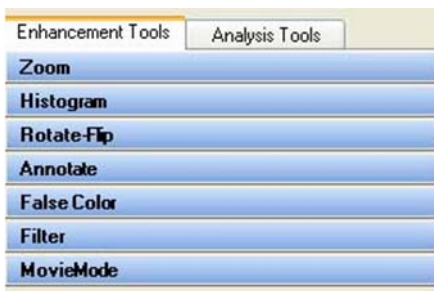 Enhancement Tools Analysis Tools
Zoom
Histogram
Rotate-Flip
Annotate
False Color
Filter
MovieMode